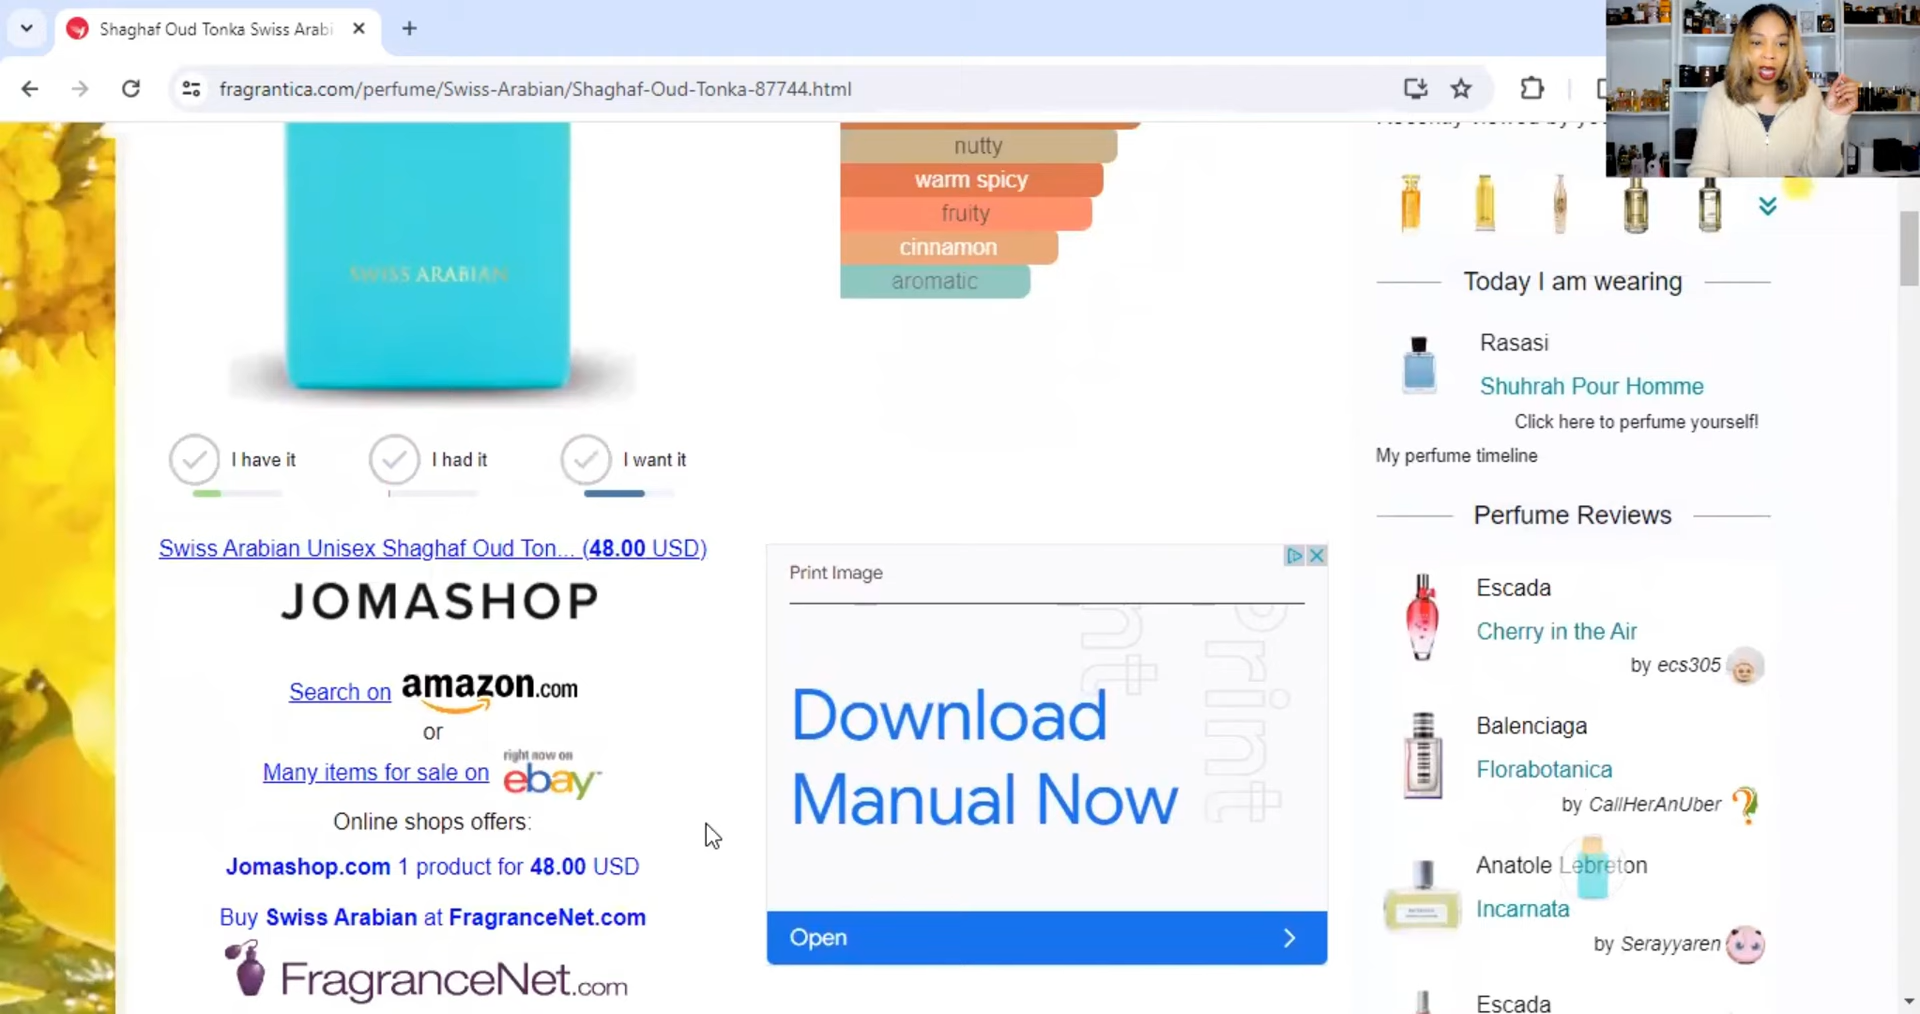 Shaghaf Oud Tonka Swiss Arabi
fragrantica.com/perfume/Swiss-Arabian/Shaghaf-Oud-Tonka-87744.html
nutty
warm spicy
fruity
cinnamon
aromatic
SWISS ARABIAN
I have it
I had it
I want it
Swiss Arabian Unisex Shaghaf Oud Ton... (48.00 USD)
JOMASHOP
Search on amazon.com
or
Many items for sale on right now on ebay
Online shops offers:
Jomashop.com 1 product for 48.00 USD
Buy Swiss Arabian at FragranceNet.com
FragranceNet.com
Print Image
Print
Download
Manual Now
Open
Recently viewed by
Today I am wearing
Rasasi
Shuhrah Pour Homme
Click here to perfume yourself!
My perfume timeline
Perfume Reviews
Escada
Cherry in the Air
by ecs305
Balenciaga
Florabotanica
by CallHerAnUber
Anatole Lebreton
Incarnata
by Serayyaren
Escada